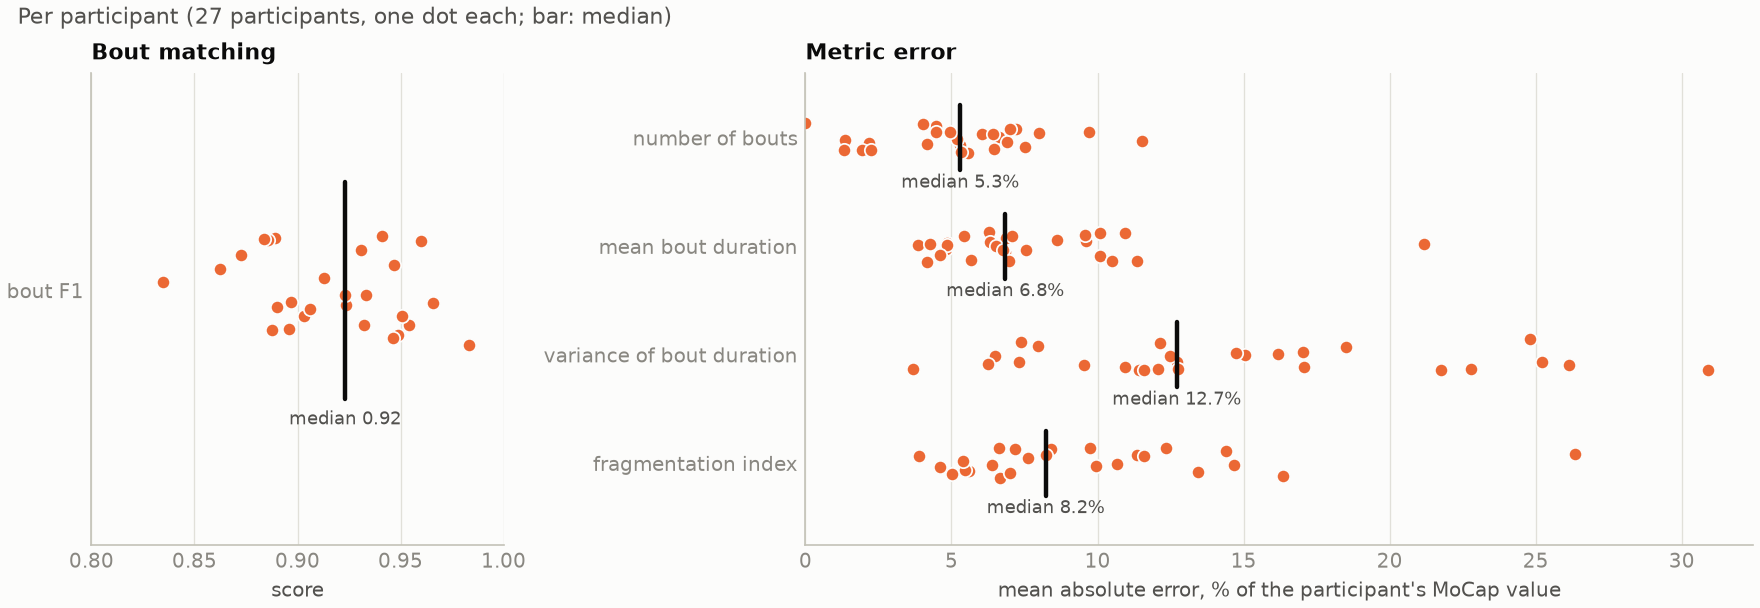 Per participant (27 participants, one dot each; bar: median)
Bout matching
bout F1
median 0.92
0.80 0.85 0.90 0.95 1.00
score
Metric error
number of bouts
median 5.3%
mean bout duration
median 6.8%
variance of bout duration
median 12.7%
fragmentation index
median 8.2%
0 5 10 15 20 25 30
mean absolute error, % of the participant's MoCap value